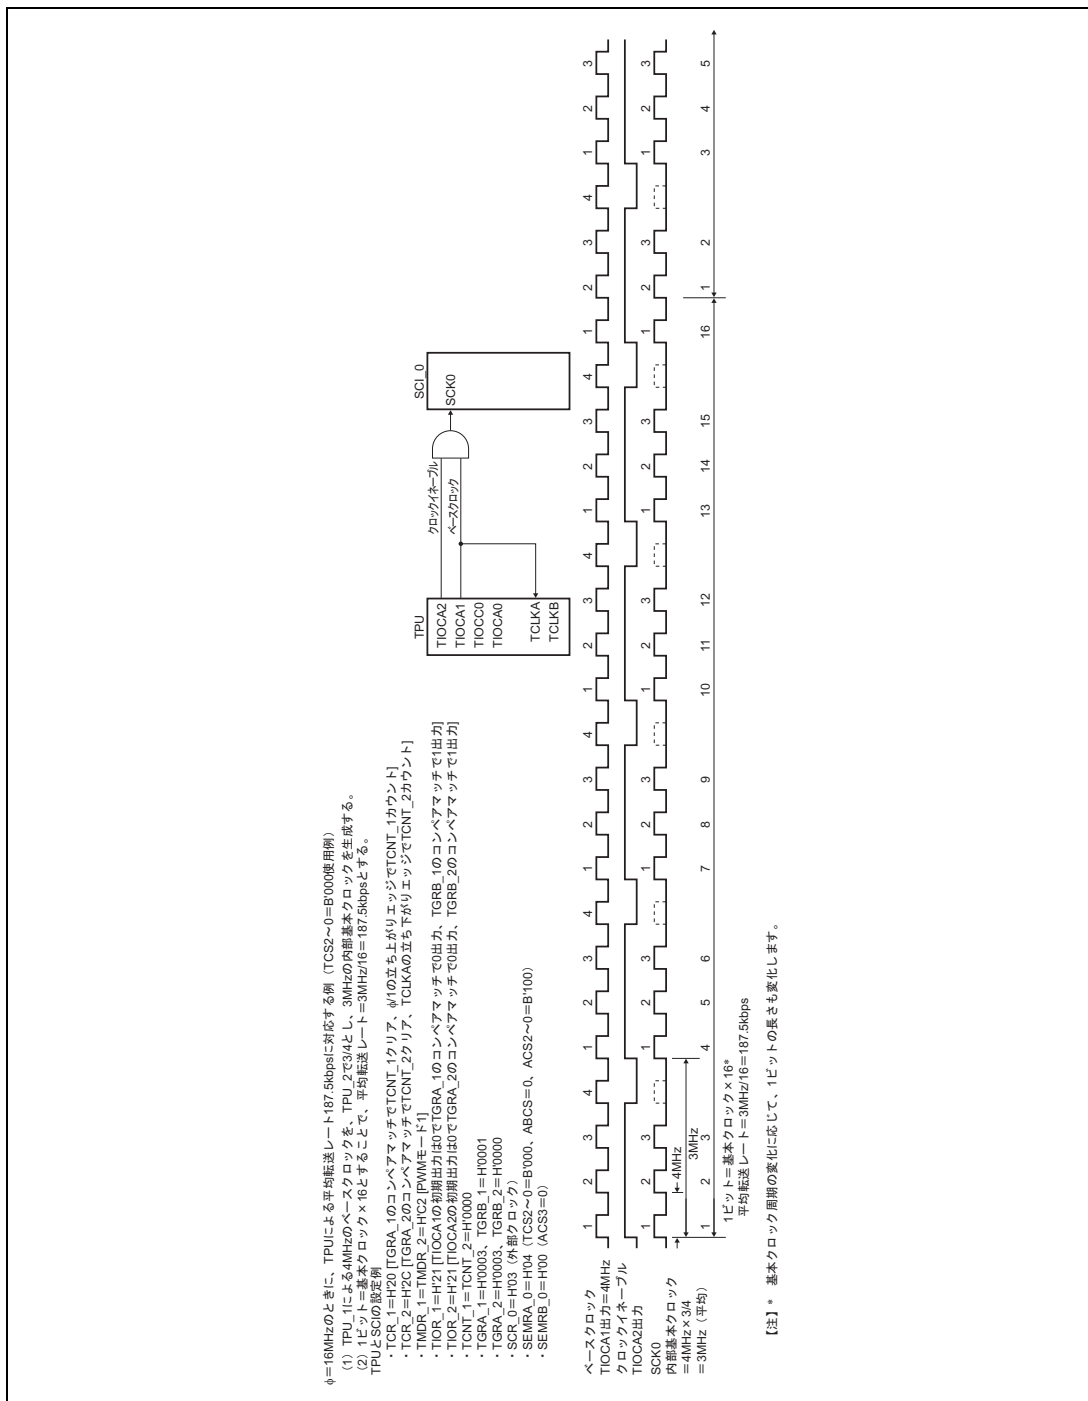 φ=16MHzのときに、TPUによる平均転送レート187.5kbpsに対応する例（TCS2～0=B'000使用例）
(1) TPU_1による4MHzのベースクロックを、TPU_2で3/4とし、3MHzの内部基本クロックを生成する。
(2) 1ビット=基本クロック×16とすることで、平均転送レート=3MHz/16=187.5kbpsとする。
TPUとSCIの設定例
・TCR_1=H'20 [TGRA_1のコンペアマッチでTCNT_1クリア、φ/1の立ち上がりエッジでTCNT_1カウント]
・TCR_2=H'2C [TGRA_2のコンペアマッチでTCNT_2クリア、TCLKAの立ち下がりエッジでTCNT_2カウント]
・TMDR_1=TMDR_2=H'C2 [PWMモード1]
・TIOR_1=H'21 [TIOCA1の初期出力は0でTGRA_1のコンペアマッチで0出力、TGRB_1のコンペアマッチで1出力]
・TIOR_2=H'21 [TIOCA2の初期出力は0でTGRA_2のコンペアマッチで0出力、TGRB_2のコンペアマッチで1出力]
・TCNT_1=TCNT_2=H'0000
・TGRA_1=H'0003、TGRB_1=H'0001
・TGRA_2=H'0003、TGRB_2=H'0000
・SCR_0=H'03（外部クロック）
・SEMRA_0=H'04（TCS2～0=B'000、ABCS=0、ACS2～0=B'100）
・SEMRB_0=H'00（ACS3=0）
TPU
TIOCA2
TIOCA1
TIOCC0
TIOCA0
TCLKA
TCLKB
クロックイネーブル
ベースクロック
SCI_0
SCK0
ベースクロック
TIOCA1出力=4MHz
1 2 3 4 1 2 3 4 1 2 3 4 1 2 3 4 1 2 3 4 1 2 3 4 1 2 3
クロックイネーブル
TIOCA2出力
SCK0
内部基本クロック
=4MHz×3/4
=3MHz（平均）
1 2 3 1 2 3 1 2 3 1 2 3 1 2 3 1 2 3 1 2 3
4MHz
3MHz
1 2 3 4 5 6 7 8 9 10 11 12 13 14 15 16 1 2 3 4 5
1ビット=基本クロック×16*
平均転送レート=3MHz/16=187.5kbps
【注】* 基本クロック周期の変化に応じて、1ビットの長さも変化します。